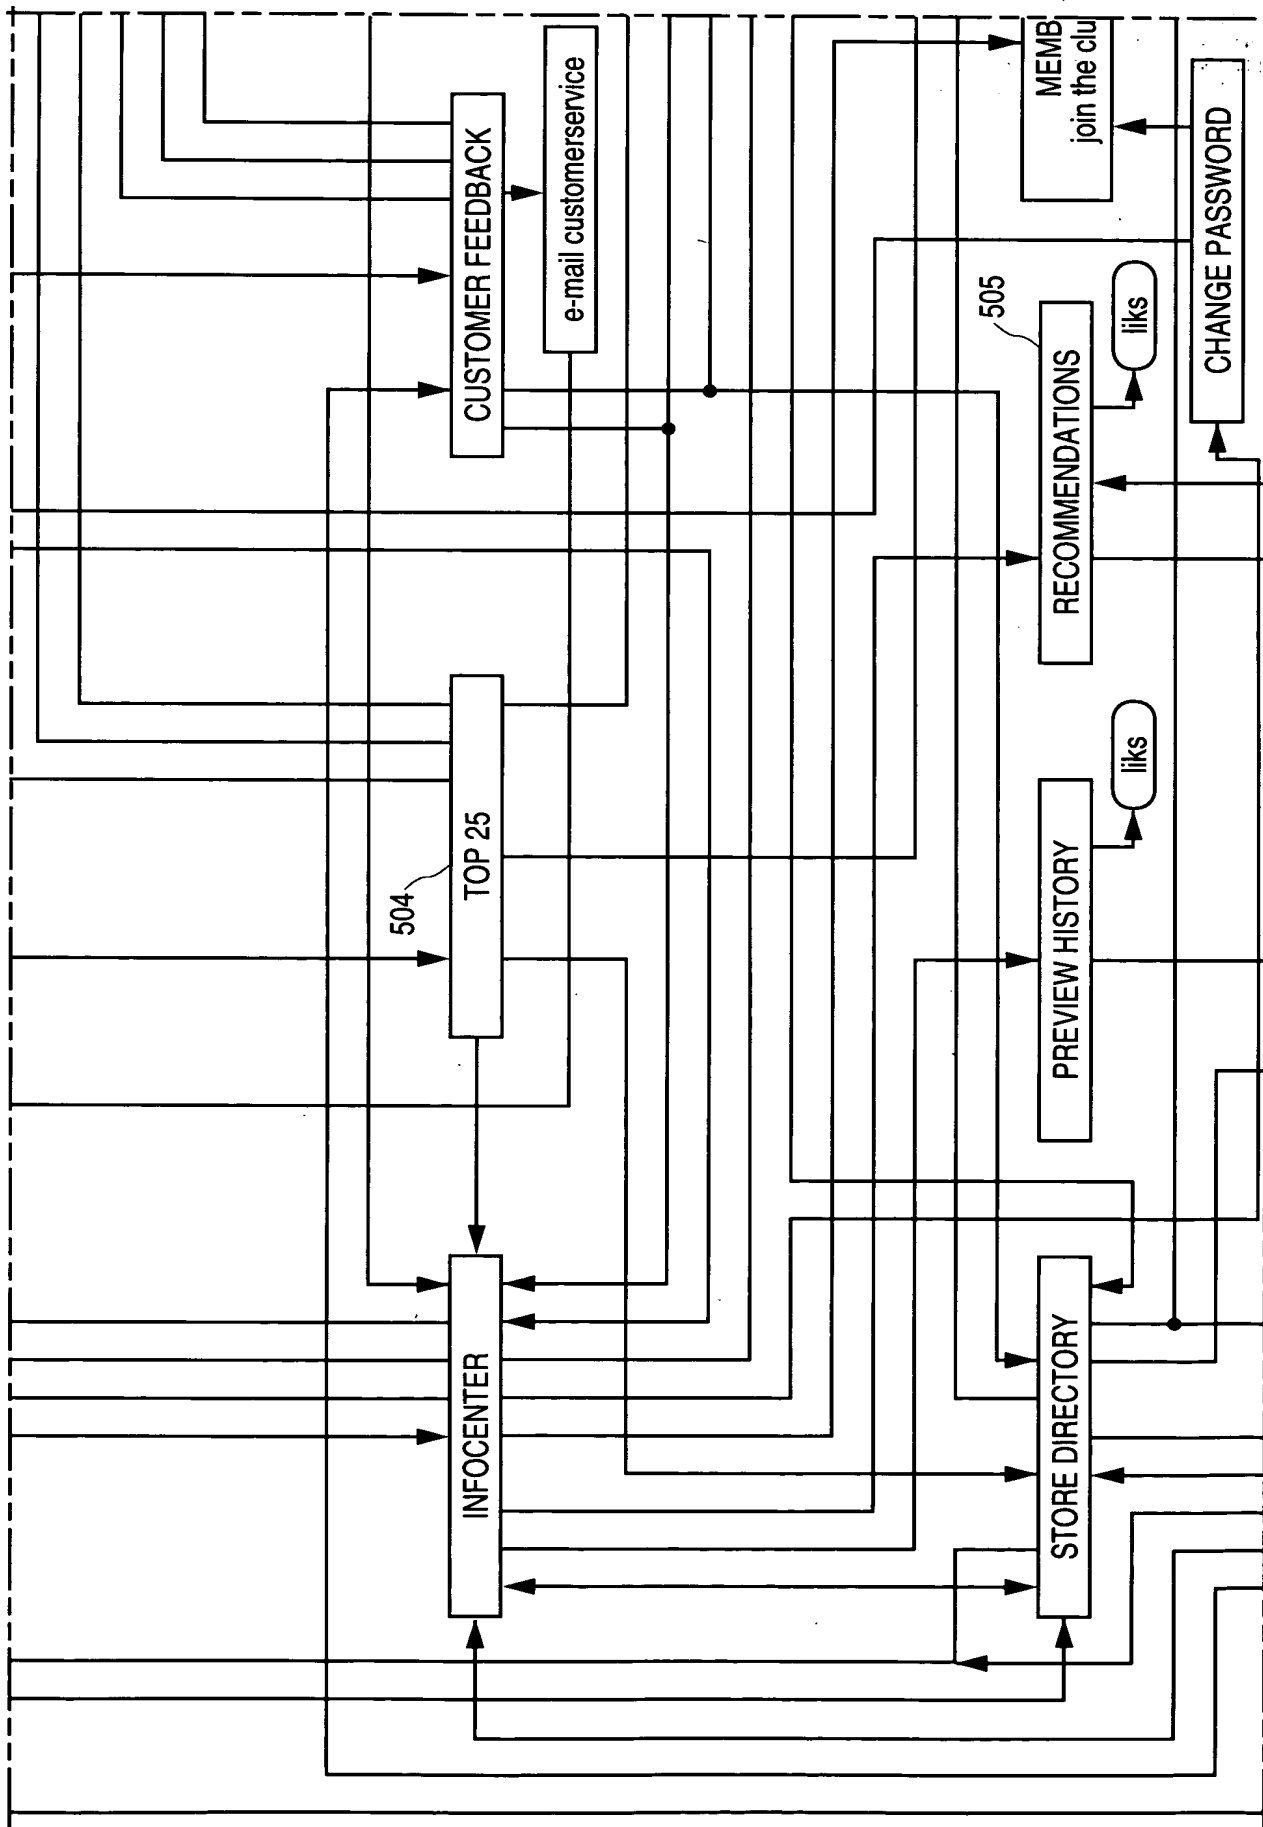 INFOCENTER
504
TOP 25
CUSTOMER FEEDBACK
e-mail customerservice
STORE DIRECTORY
PREVIEW HISTORY
liks
505
RECOMMENDATIONS
liks
MEMB
join the clu
CHANGE PASSWORD